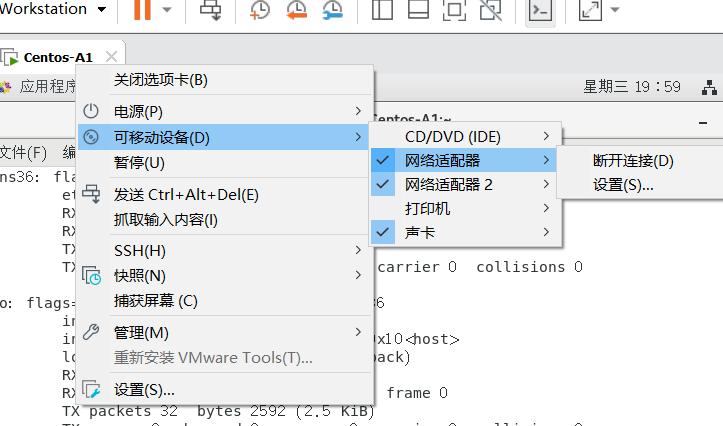 Workstation
Centos-A1
应用程序
星期三 19：59
关闭选项卡(B)
电源(P)
Centos-A1:~
可移动设备(D)
CD/DVD (IDE)
文件(F) 编
暂停(U)
网络适配器
断开连接(D)
ns36: fla
发送 Ctrl+Alt+Del(E)
网络适配器 2
设置(S)...
et
抓取输入内容(I)
打印机
RX
RX
声卡
TX
SSH(H)
TX
carrier 0 collisions 0
快照(N)
捕获屏幕 (C)
o: flags=
36
in
管理(M)
in
x10<host>
重新安装 VMware Tools(T)...
lo
back)
RX
设置(S)...
RX
frame 0
TX packets 32 bytes 2592 (2.5 KiB)